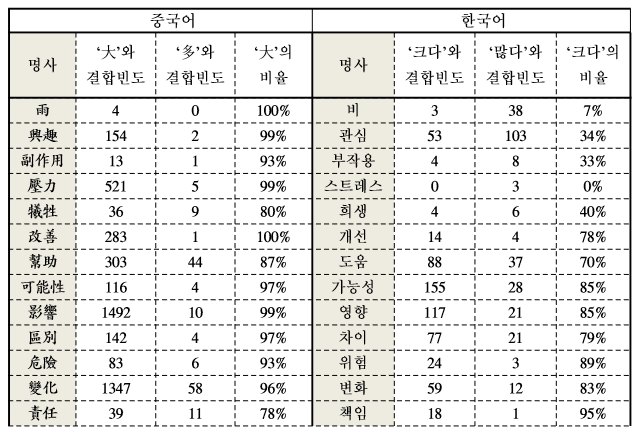 중국어 한국어
명사 ‘大’와 결합빈도 ‘多’와 결합빈도 ‘大’의 비율 명사 ‘크다’와 결합빈도 ‘많다’와 결합빈도 ‘크다’의 비율
雨 4 0 100% 비 3 38 7%
興趣 154 2 99% 관심 53 103 34%
副作用 13 1 93% 부작용 4 8 33%
壓力 521 5 99% 스트레스 0 3 0%
犧牲 36 9 80% 희생 4 6 40%
改善 283 1 100% 개선 14 4 78%
幫助 303 44 87% 도움 88 37 70%
可能性 116 4 97% 가능성 155 28 85%
影響 1492 10 99% 영향 117 21 85%
區別 142 4 97% 차이 77 21 79%
危險 83 6 93% 위험 24 3 89%
變化 1347 58 96% 변화 59 12 83%
責任 39 11 78% 책임 18 1 95%